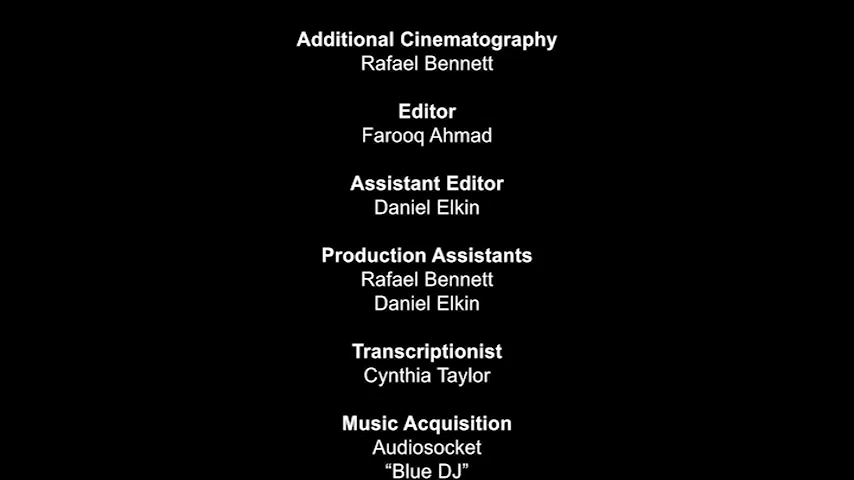 Additional Cinematography
Rafael Bennett
Editor
Farooq Ahmad
Assistant Editor
Daniel Elkin
Production Assistants
Rafael Bennett
Daniel Elkin
Transcriptionist
Cynthia Taylor
Music Acquisition
Audiosocket
“Blue DJ”